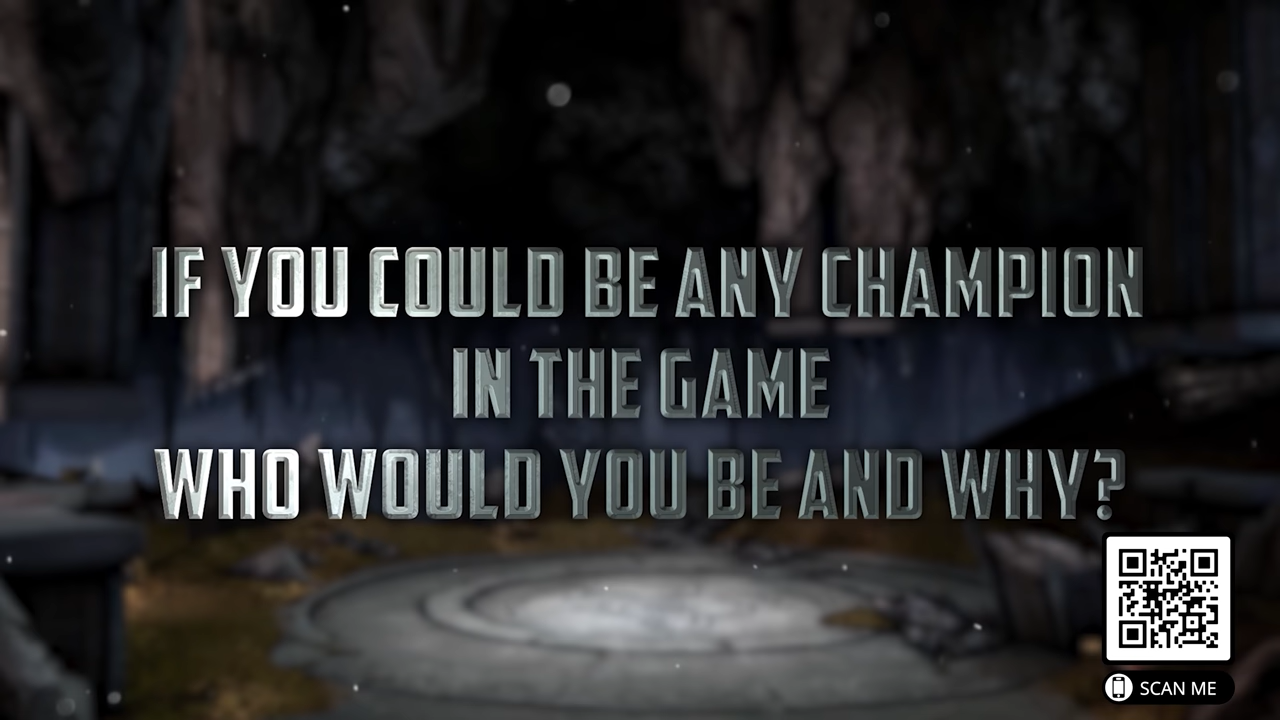 IF YOU COULD BE ANY CHAMPION
IN THE GAME
WHO WOULD YOU BE AND WHY?
SCAN ME